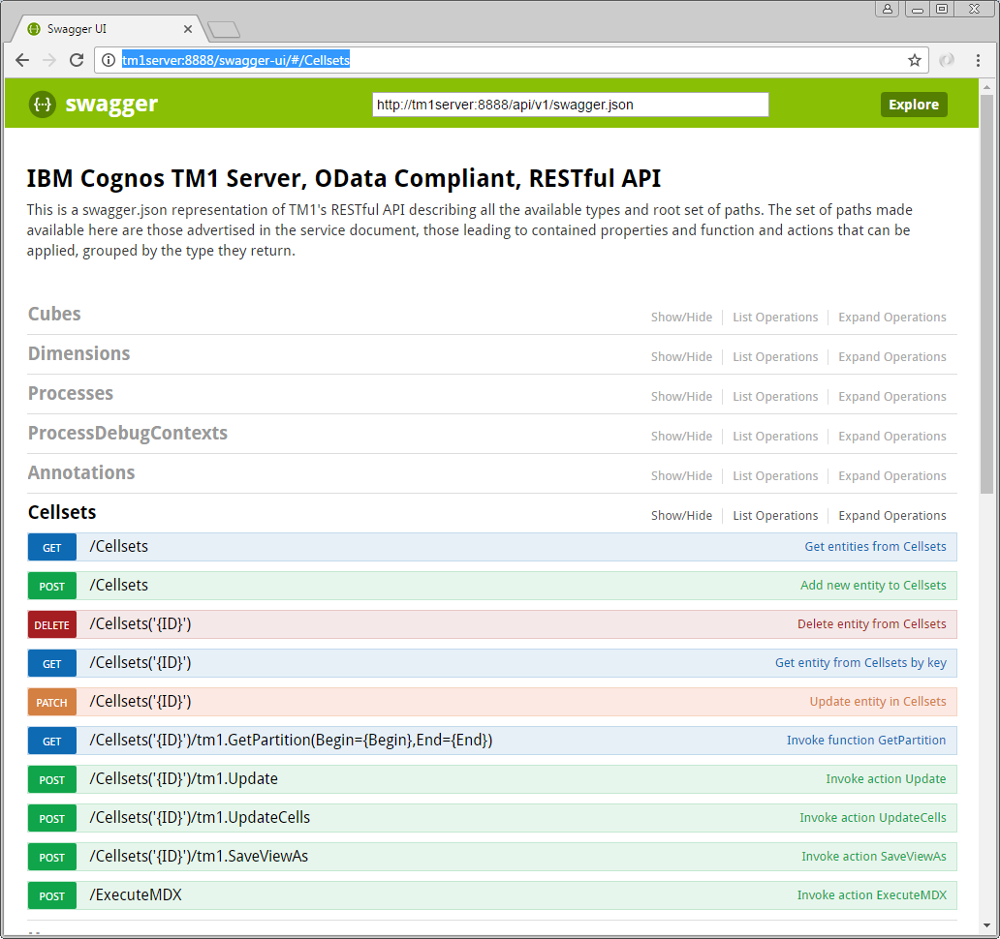 Swagger UI
tm1server:8888/swagger-ui/#/Cellsets
swagger http://tm1server:8888/api/v1/swagger.json Explore
IBM Cognos TM1 Server, OData Compliant, RESTful API
This is a swagger.json representation of TM1's RESTful API describing all the available types and root set of paths. The set of paths made
available here are those advertised in the service document, those leading to contained properties and function and actions that can be
applied, grouped by the type they return.
Cubes Show/Hide List Operations Expand Operations
Dimensions Show/Hide List Operations Expand Operations
Processes Show/Hide List Operations Expand Operations
ProcessDebugContexts Show/Hide List Operations Expand Operations
Annotations Show/Hide List Operations Expand Operations
Cellsets Show/Hide List Operations Expand Operations
GET /Cellsets Get entities from Cellsets
POST /Cellsets Add new entity to Cellsets
DELETE /Cellsets('{ID}') Delete entity from Cellsets
GET /Cellsets('{ID}') Get entity from Cellsets by key
PATCH /Cellsets('{ID}') Update entity in Cellsets
GET /Cellsets('{ID}')/tm1.GetPartition(Begin={Begin},End={End}) Invoke function GetPartition
POST /Cellsets('{ID}')/tm1.Update Invoke action Update
POST /Cellsets('{ID}')/tm1.UpdateCells Invoke action UpdateCells
POST /Cellsets('{ID}')/tm1.SaveViewAs Invoke action SaveViewAs
POST /ExecuteMDX Invoke action ExecuteMDX